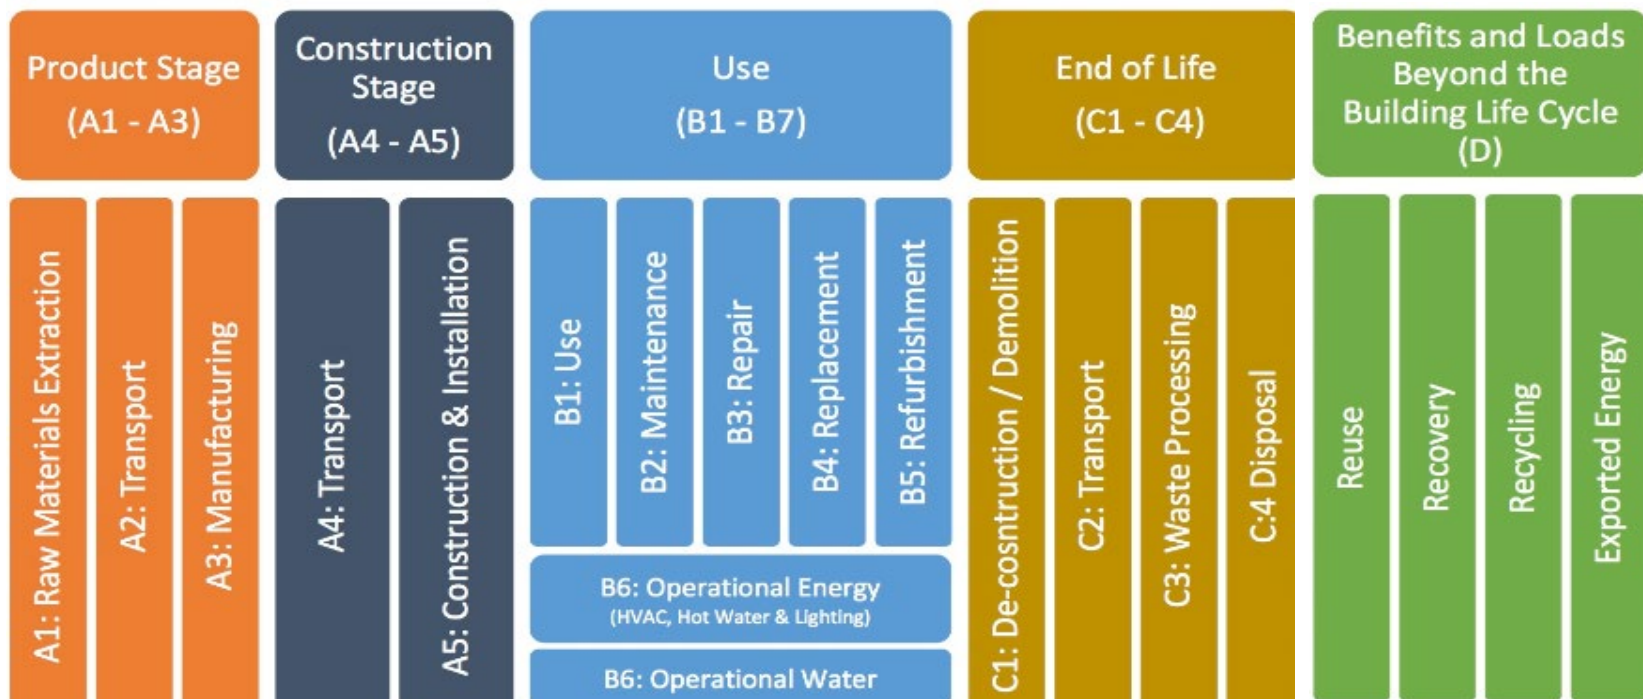 Product Stage
(A1 - A3)
Construction
Stage
(A4 - A5)
Use
(B1 - B7)
End of Life
(C1 - C4)
Benefits and Loads
Beyond the
Building Life Cycle
(D)
A1: Raw Materials Extraction
A2: Transport
A3: Manufacturing
A4: Transport
A5: Construction & Installation
B1: Use
B2: Maintenance
B3: Repair
B4: Replacement
B5: Refurbishment
B6: Operational Energy
(HVAC, Hot Water & Lighting)
B6: Operational Water
C1: De-cosntruction / Demolition
C2: Transport
C3: Waste Processing
C:4 Disposal
Reuse
Recovery
Recycling
Exported Energy